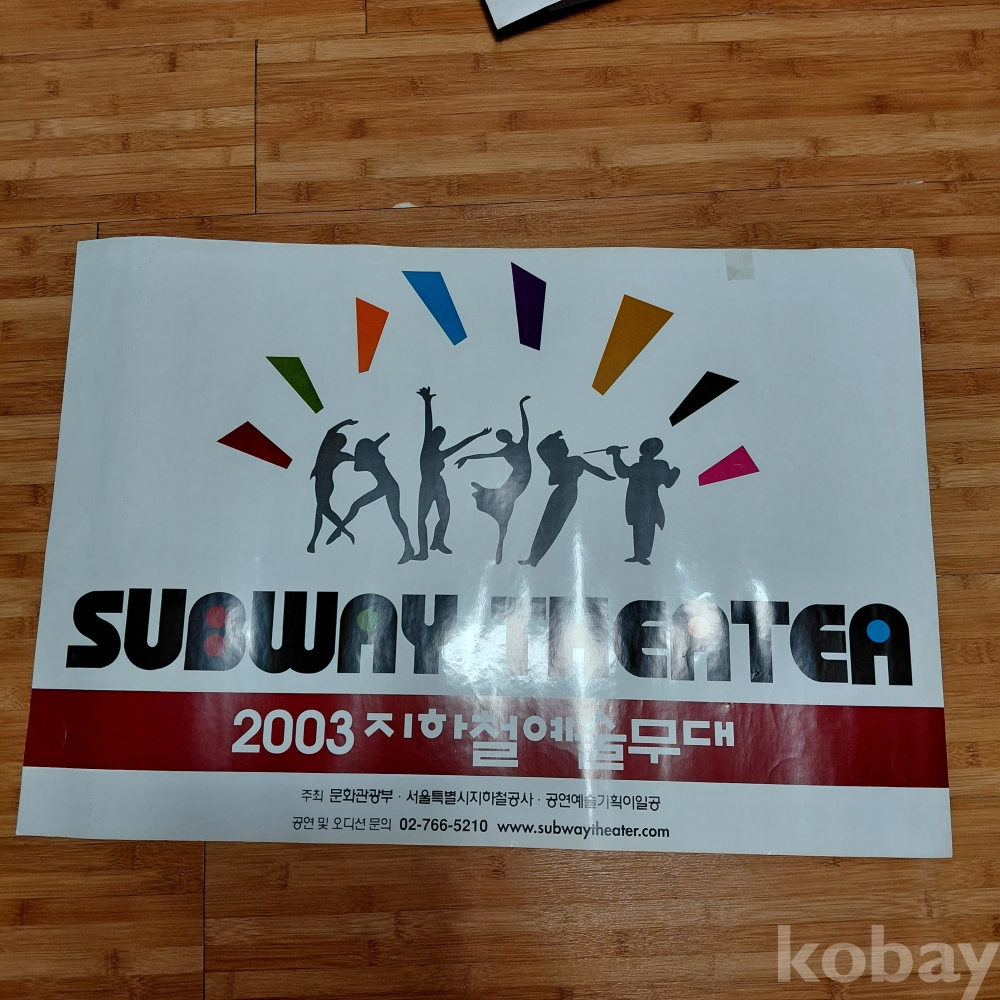 SUBWAY THEATEA
2003 지하철예술무대
주최 문화관광부 · 서울특별시지하철공사 · 공연예술기획이일공
공연 및 오디션 문의 02-766-5210 www.subwaytheater.com
kobay